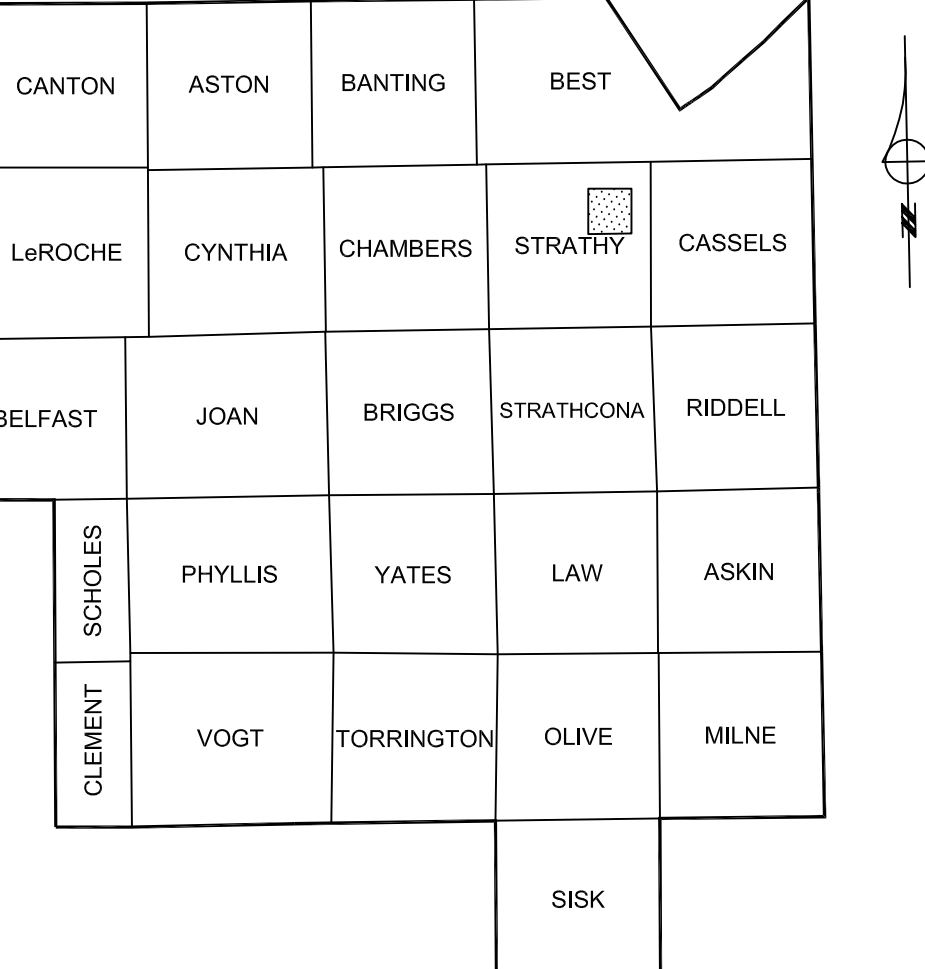 CANTON
ASTON
BANTING
BEST
LeROCHE
CYNTHIA
CHAMBERS
STRATHY
CASSELS
N
BELFAST
JOAN
BRIGGS
STRATHCONA
RIDDELL
SCHOLES
PHYLLIS
YATES
LAW
ASKIN
CLEMENT
VOGT
TORRINGTON
OLIVE
MILNE
SISK